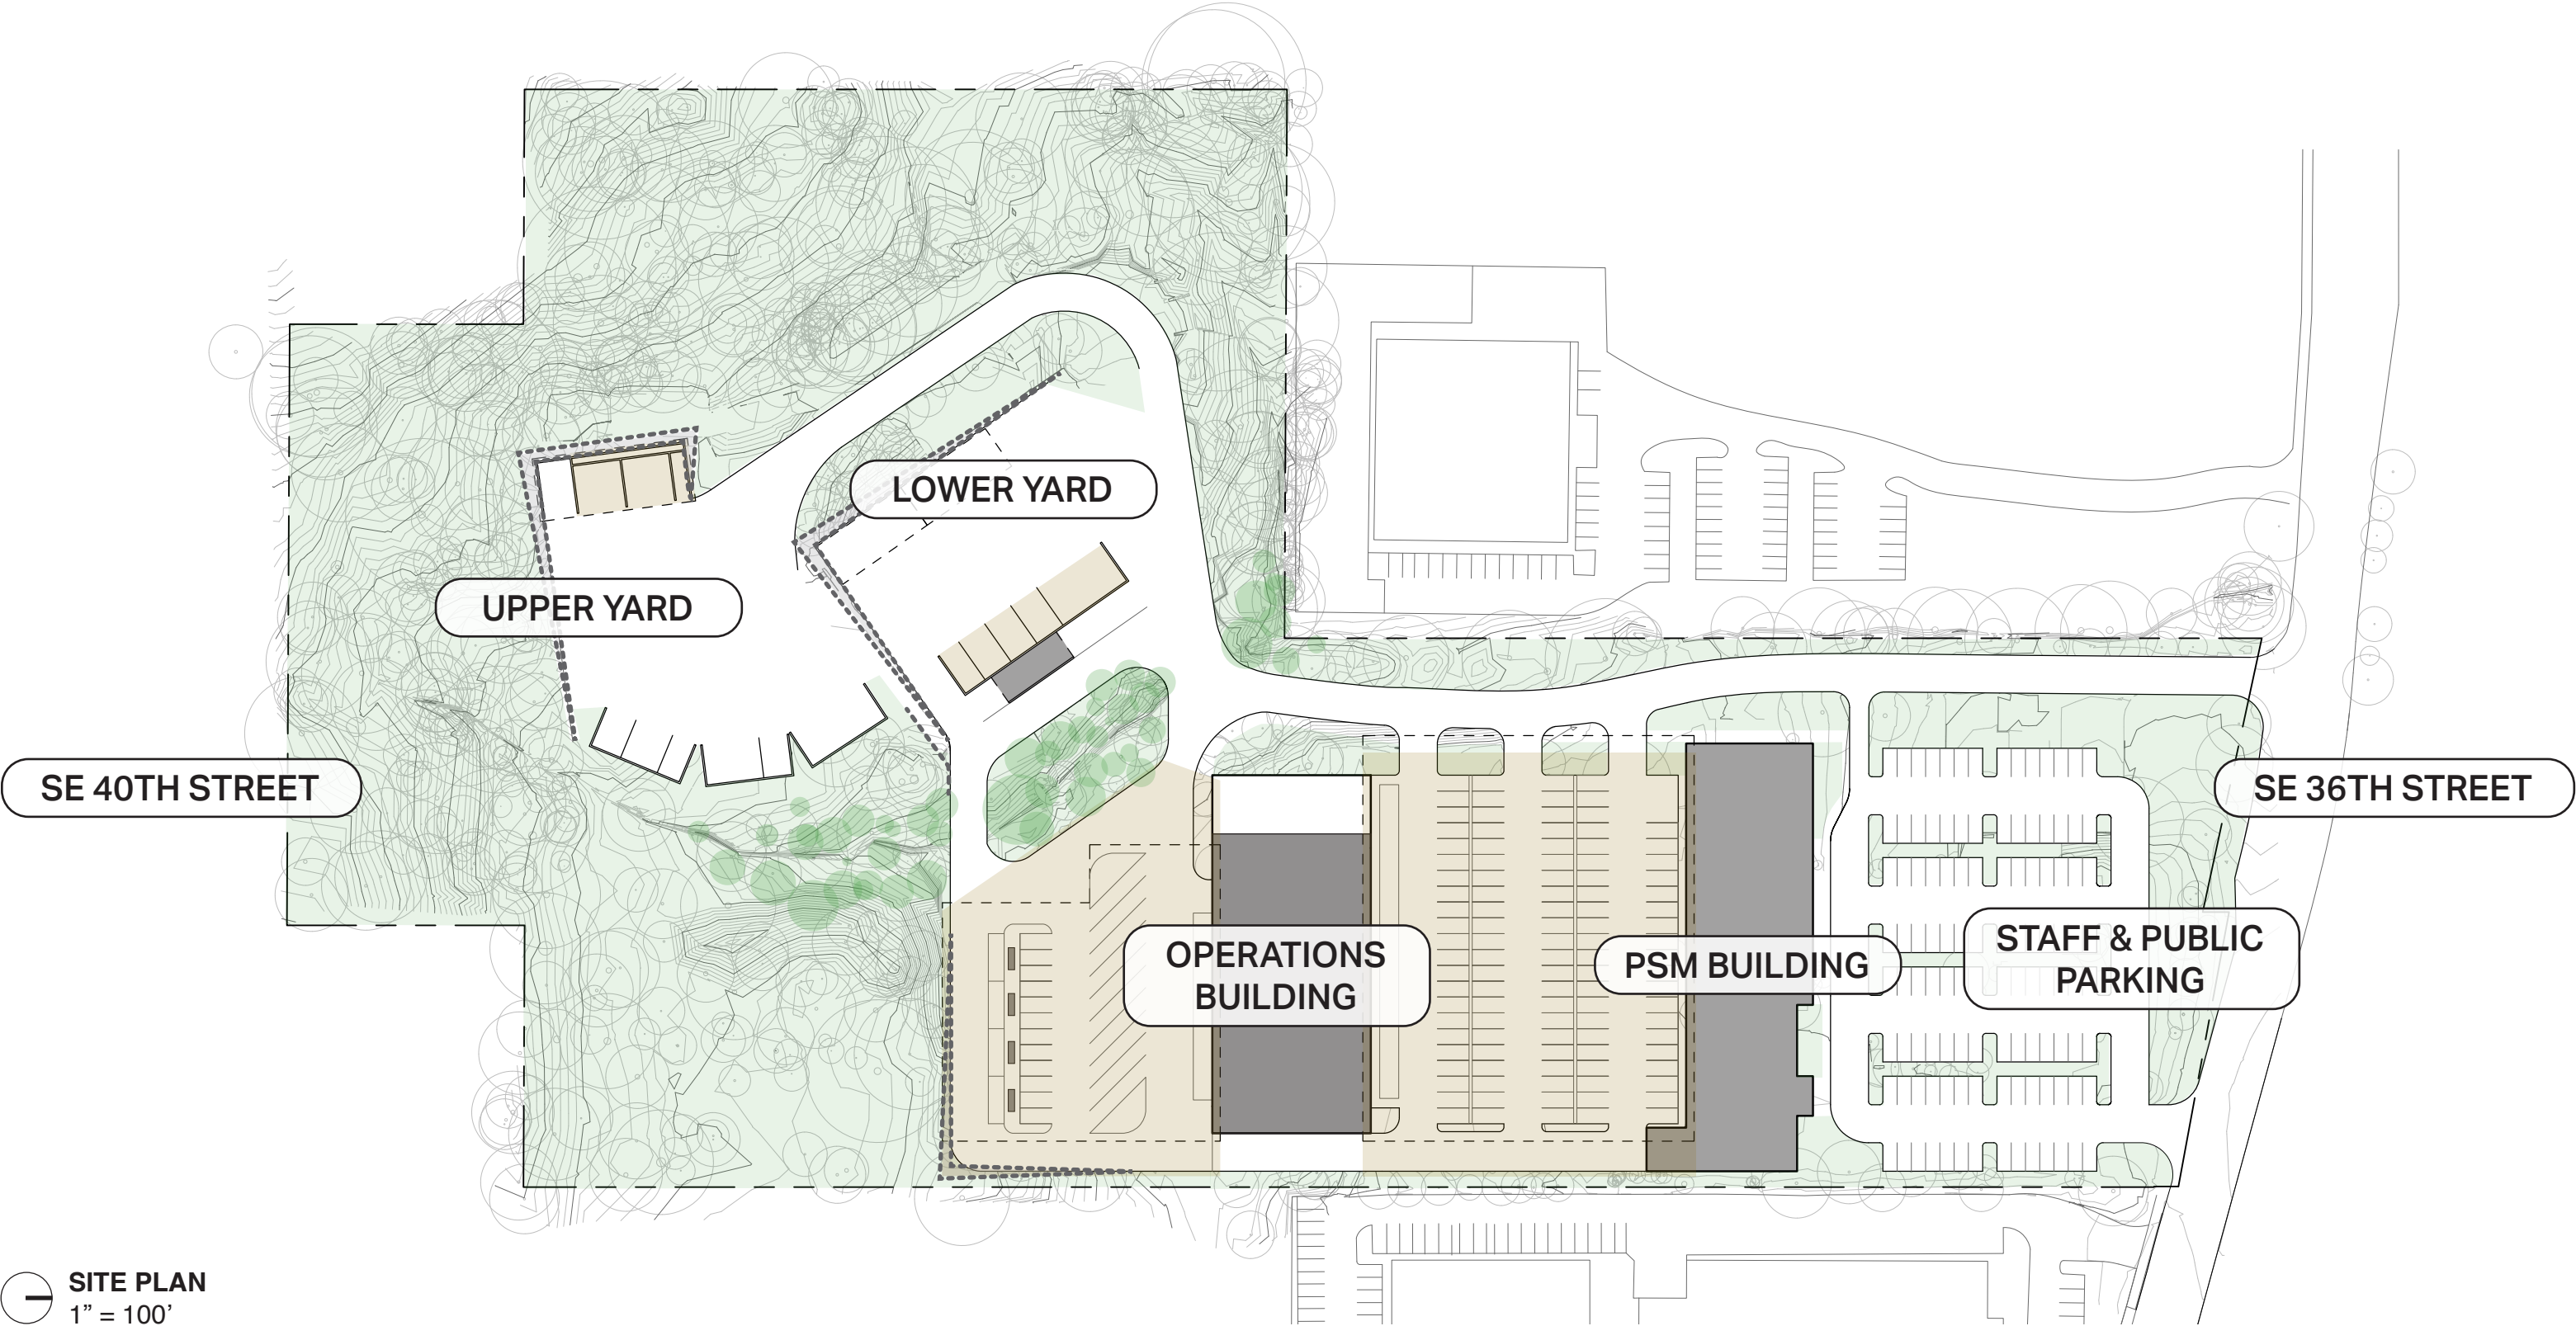 LOWER YARD
UPPER YARD
SE 40TH STREET
SE 36TH STREET
OPERATIONS
BUILDING
PSM BUILDING
STAFF & PUBLIC
PARKING
SITE PLAN
1” = 100’